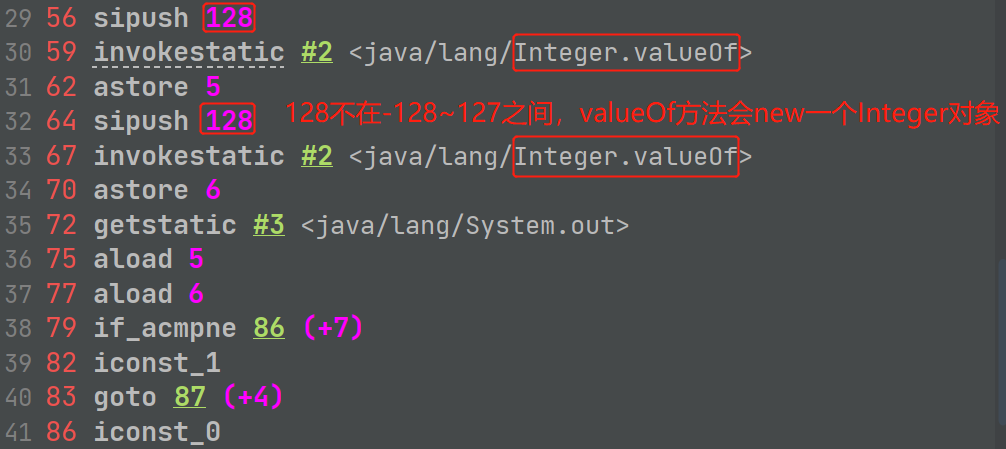 29 56 sipush 128
30 59 invokestatic #2 <java/lang/Integer.valueOf>
31 62 astore 5
32 64 sipush 128 128不在-128~127之间，valueOf方法会new一个Integer对象
33 67 invokestatic #2 <java/lang/Integer.valueOf>
34 70 astore 6
35 72 getstatic #3 <java/lang/System.out>
36 75 aload 5
37 77 aload 6
38 79 if_acmpne 86 (+7)
39 82 iconst_1
40 83 goto 87 (+4)
41 86 iconst_0